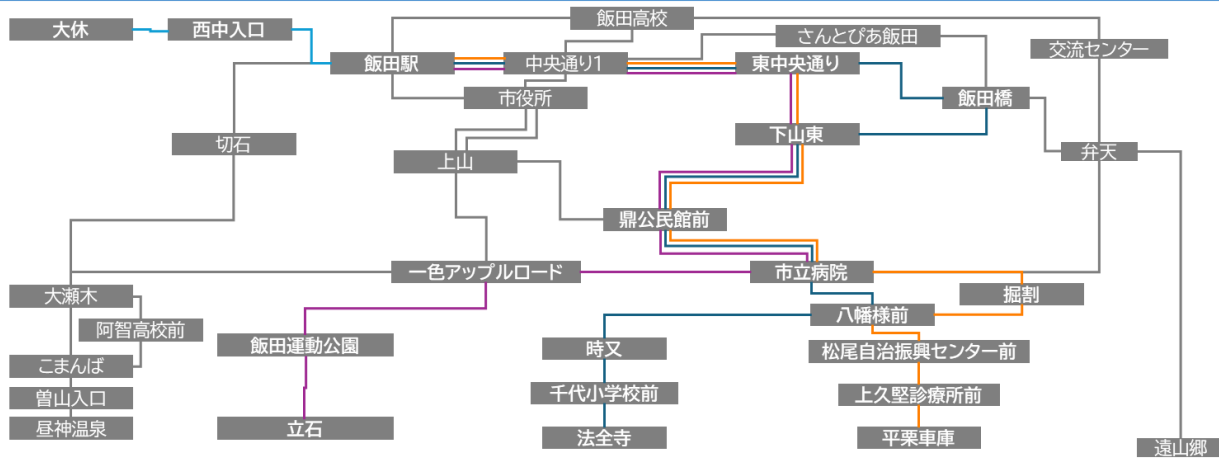 飯田高校
大休
西中入口
さんとぴあ飯田
交流センター
飯田駅
中央通り1
東中央通り
市役所
飯田橋
切石
下山東
上山
弁天
鼎公民館前
一色アップルロード
市立病院
大瀬木
掘割
阿智高校前
八幡様前
飯田運動公園
時又
松尾自治振興センター前
こまんば
千代小学校前
上久堅診療所前
曽山入口
昼神温泉
立石
法全寺
平栗車庫
遠山郷